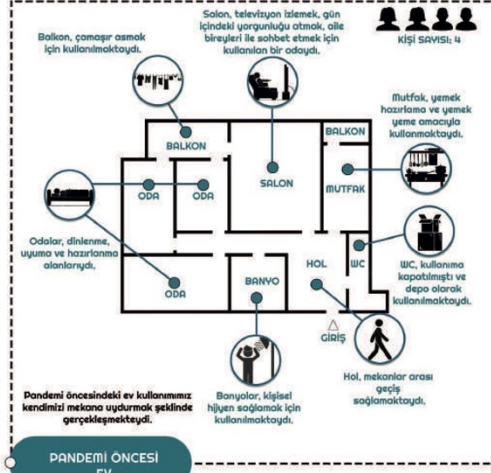 Balkon, çamaşır asmak
için kullanılmaktaydı.
Salon, televizyon izlemek, gün
içindeki yorgunluğu atmak, aile
bireyleri ile sohbet etmek için
kullanılan bir odaydı.
KİŞİ SAYISI: 4
Mutfak, yemek
hazırlama ve yemek
yeme amacıyla
kullanmaktaydı.
BALKON
BALKON
ODA
ODA
SALON
MUTFAK
Odalar, dinlenme,
uyuma ve hazırlanma
alanlarıydı.
ODA
BANYO
HOL
WC
WC, kullanıma
kapatılmıştı ve
depo olarak
kullanılmaktaydı.
GİRİŞ
Hol, mekanlar arası
geçiş
sağlamaktaydı.
Banyolar, kişisel
hijyen sağlamak için
kullanılmaktaydı.
Pandemi öncesindeki ev kullanımımız
kendimizi mekana uydurmak şeklinde
gerçekleşmekteydi.
PANDEMİ ÖNCESİ
EV